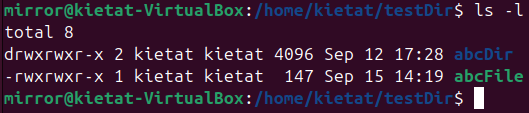 mirror@kietat-VirtualBox:/home/kietat/testDir$ ls -l
total 8
drwxrwxr-x 2 kietat kietat 4096 Sep 12 17:28 abcDir
-rwxrwxr-x 1 kietat kietat  147 Sep 15 14:19 abcFile
mirror@kietat-VirtualBox:/home/kietat/testDir$